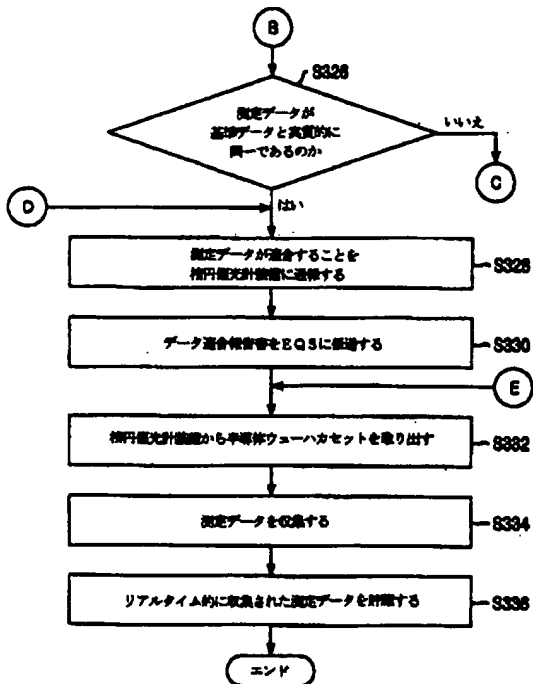 B
S326
測定データが
基準データと実質的に
同一であるのか
いいえ
C
D
はい
測定データが適合することを
楕円偏光計装置に通報する
S328
データ適合報告書をEQSに伝送する
S330
E
楕円偏光計装置から半導体ウェーハカセットを取り出す
S332
測定データを収集する
S334
リアルタイム的に収集された測定データを貯蔵する
S336
エンド